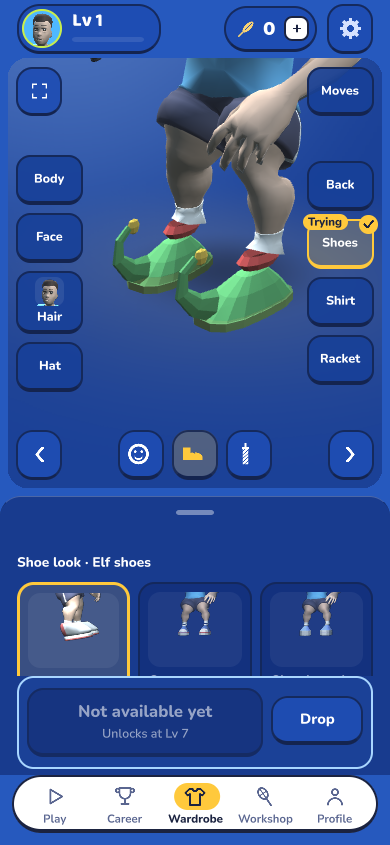 Lv 1
0
+
Moves
Body
Back
Face
Trying
Shoes
Hair
Shirt
Hat
Racket
Shoe look · Elf shoes
Not available yet
Unlocks at Lv 7
Drop
Play
Career
Wardrobe
Workshop
Profile